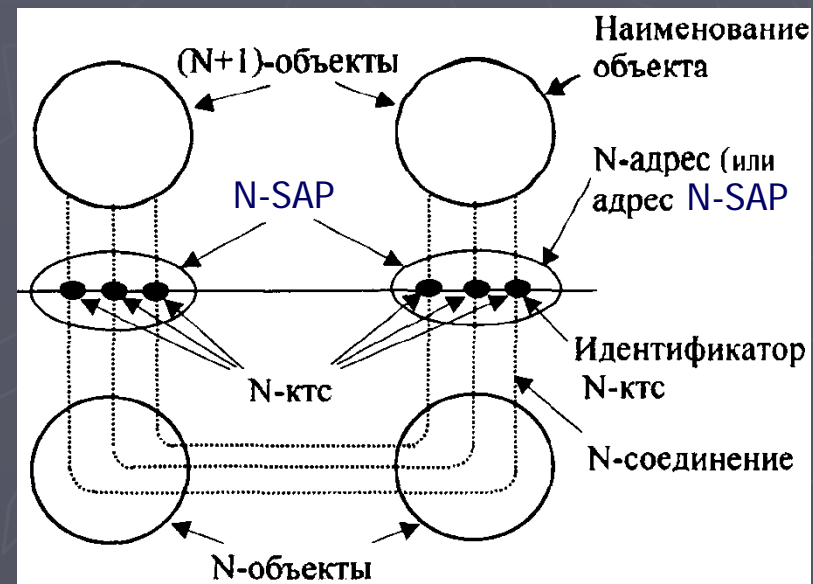 Наименование
объекта
(N+1)-объекты
N-адрес (или
адрес N-SAP
N-SAP
Идентификатор
N-ктс
N-ктс
N-соединение
N-объекты